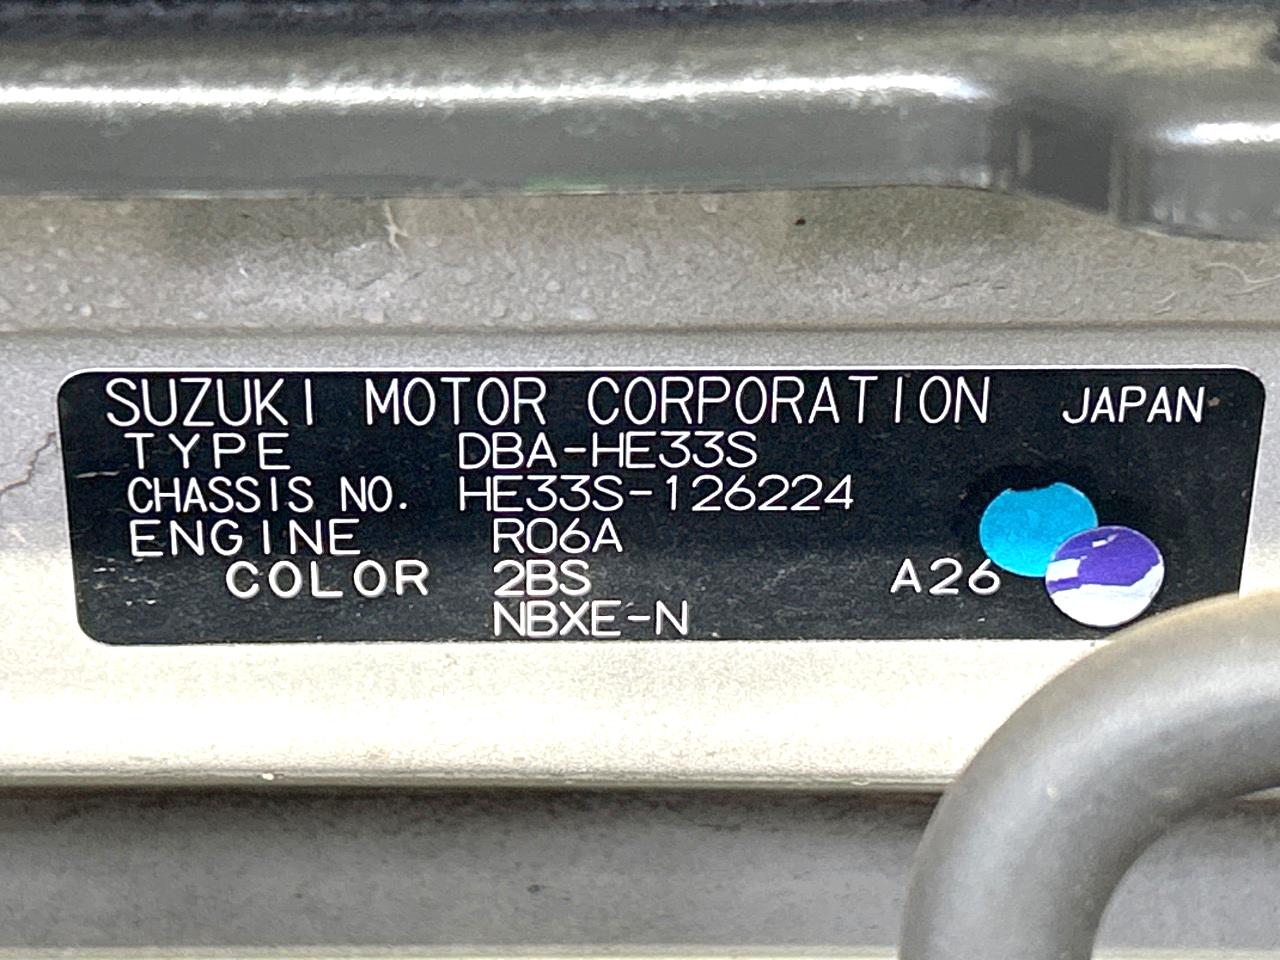 SUZUKI MOTOR CORPORATION JAPAN
TYPE DBA-HE33S
CHASSIS NO. HE33S-126224
ENGINE R06A
COLOR 2BS A26
NBXE-N